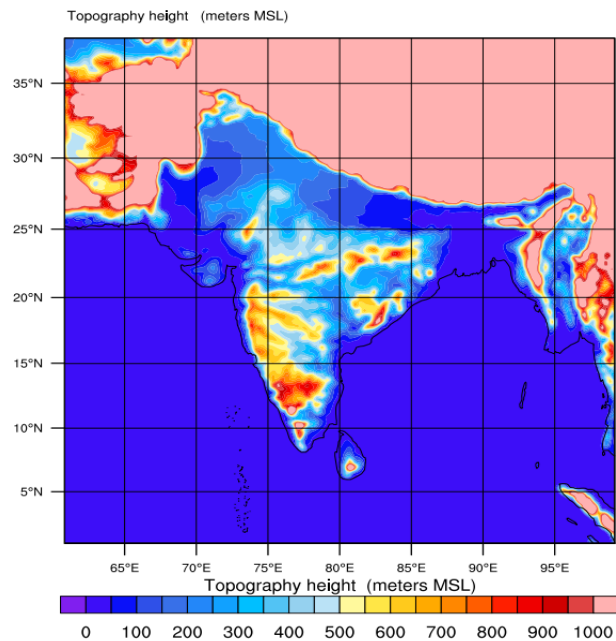 Topography height (meters MSL)
35°N
30°N
25°N
20°N
15°N
10°N
5°N
65°E 70°E 75°E 80°E 85°E 90°E 95°E
Topography height (meters MSL)
0 100 200 300 400 500 600 700 800 900 1000